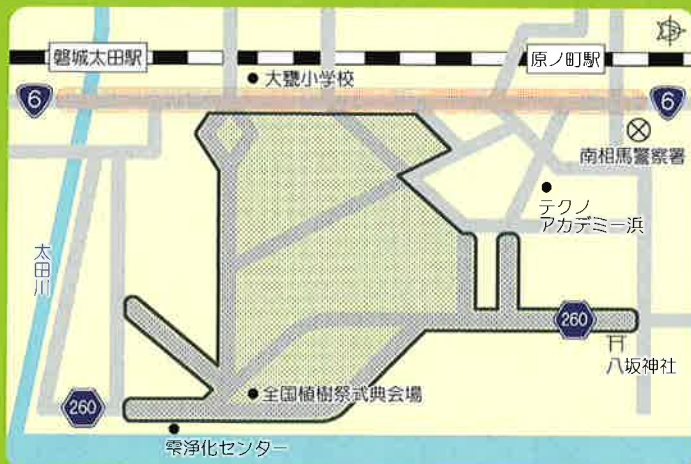 磐城太田駅
原ノ町駅
大甕小学校
6
6
南相馬警察署
テクノ
アカデミー浜
太田川
260
八坂神社
260
全国植樹祭式典会場
雫浄化センター